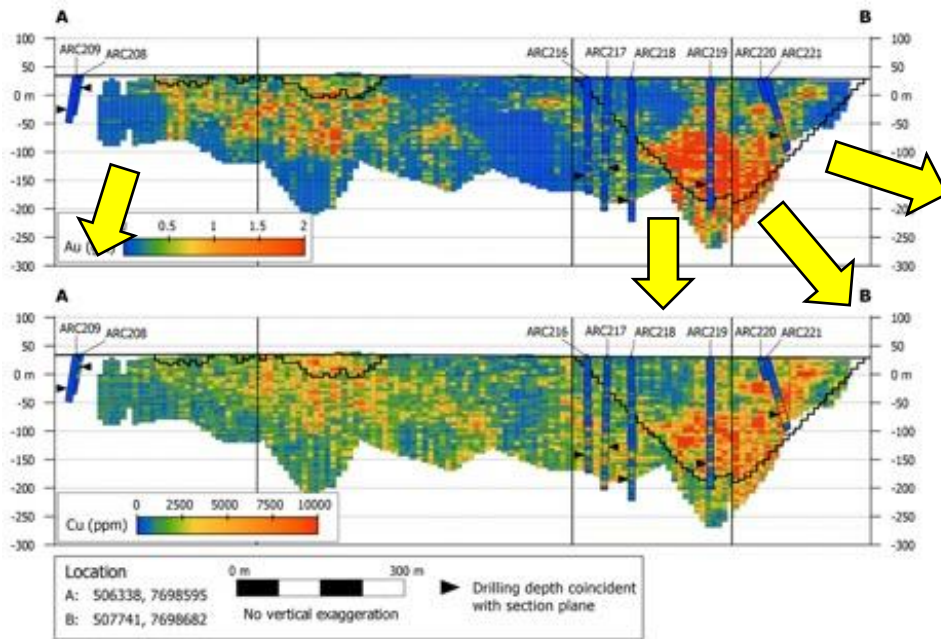 A B
ARC209
ARC208
ARC216 ARC217 ARC218 ARC219 ARC220 ARC221
100 100
50 50
0 m 0 m
-50 -50
-100 -100
-150 -150
-200 -200
-250 -250
-300 -300
0.5 1 1.5 2
Au
A B
ARC209
ARC208
ARC216 ARC217 ARC218 ARC219 ARC220 ARC221
100 100
50 50
0 m 0 m
-50 -50
-100 -100
-150 -150
-200 -200
-250 -250
-300 -300
0 2500 5000 7500 10000
Cu (ppm)
Location
A: 506338, 7698595
B: 507741, 7698682
0 m 300 m
No vertical exaggeration
Drilling depth coincident
with section plane